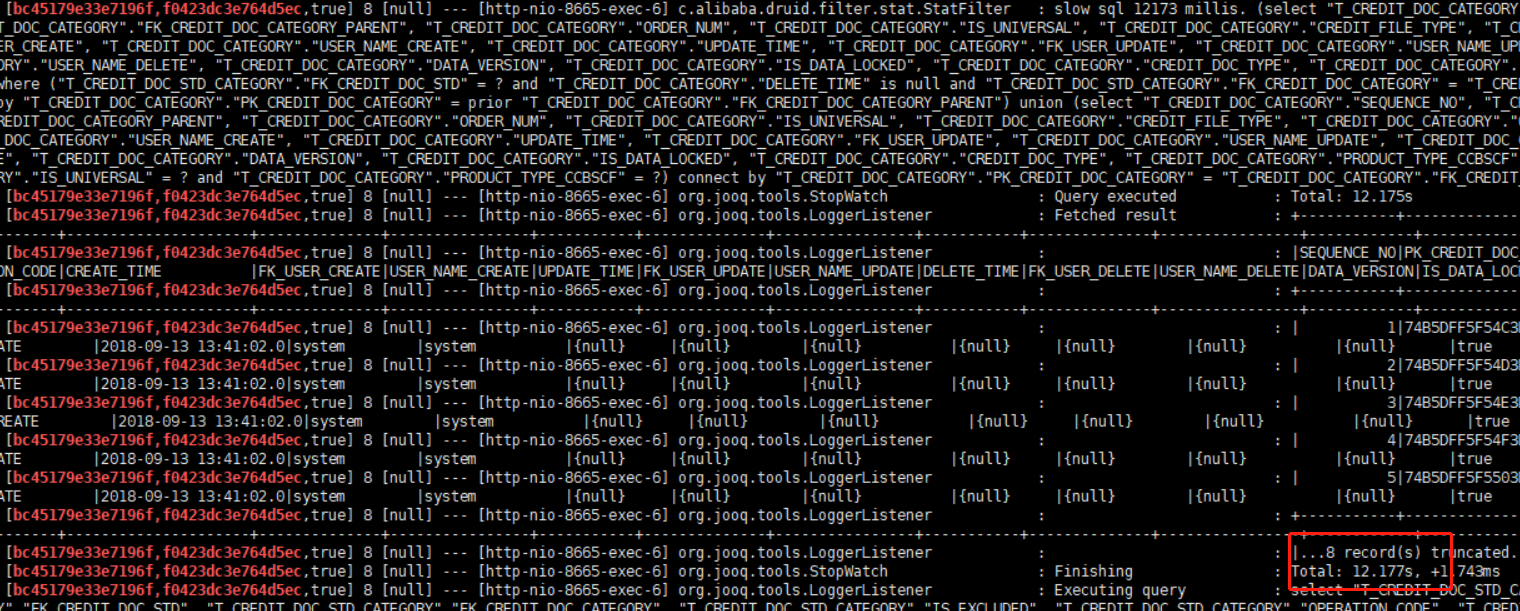 [bc45179e33e7196f,f0423dc3e764d5ec,true] 8 [null] --- [http-nio-8665-exec-6] c.alibaba.druid.filter.stat.StatFilter : slow sql 12173 millis. (select "T_CREDIT_DOC_CATEGORY
T_DOC_CATEGORY"."FK_CREDIT_DOC_CATEGORY_PARENT", "T_CREDIT_DOC_CATEGORY"."ORDER_NUM", "T_CREDIT_DOC_CATEGORY"."IS_UNIVERSAL", "T_CREDIT_DOC_CATEGORY"."CREDIT_FILE_TYPE", "T_C
ER_CREATE", "T_CREDIT_DOC_CATEGORY"."USER_NAME_CREATE", "T_CREDIT_DOC_CATEGORY"."UPDATE_TIME", "T_CREDIT_DOC_CATEGORY"."FK_USER_UPDATE", "T_CREDIT_DOC_CATEGORY"."USER_NAME_UP
ORY"."USER_NAME_DELETE", "T_CREDIT_DOC_CATEGORY"."DATA_VERSION", "T_CREDIT_DOC_CATEGORY"."IS_DATA_LOCKED", "T_CREDIT_DOC_CATEGORY"."CREDIT_DOC_TYPE", "T_CREDIT_DOC_CATEGORY".
where ("T_CREDIT_DOC_STD_CATEGORY"."FK_CREDIT_DOC_STD" = ? and "T_CREDIT_DOC_CATEGORY"."DELETE_TIME" is null and "T_CREDIT_DOC_STD_CATEGORY"."FK_CREDIT_DOC_CATEGORY" = "T_CRE
by "T_CREDIT_DOC_CATEGORY"."PK_CREDIT_DOC_CATEGORY" = prior "T_CREDIT_DOC_CATEGORY"."FK_CREDIT_DOC_CATEGORY_PARENT") union (select "T_CREDIT_DOC_CATEGORY"."SEQUENCE_NO", "T_C
CREDIT_DOC_CATEGORY_PARENT", "T_CREDIT_DOC_CATEGORY"."ORDER_NUM", "T_CREDIT_DOC_CATEGORY"."IS_UNIVERSAL", "T_CREDIT_DOC_CATEGORY"."CREDIT_FILE_TYPE", "T_CREDIT_DOC_CATEGORY".
_DOC_CATEGORY"."USER_NAME_CREATE", "T_CREDIT_DOC_CATEGORY"."UPDATE_TIME", "T_CREDIT_DOC_CATEGORY"."FK_USER_UPDATE", "T_CREDIT_DOC_CATEGORY"."USER_NAME_UPDATE", "T_CREDIT_DOC_
E", "T_CREDIT_DOC_CATEGORY"."DATA_VERSION", "T_CREDIT_DOC_CATEGORY"."IS_DATA_LOCKED", "T_CREDIT_DOC_CATEGORY"."CREDIT_DOC_TYPE", "T_CREDIT_DOC_CATEGORY"."PRODUCT_TYPE_CCBSCF"
RY"."IS_UNIVERSAL" = ? and "T_CREDIT_DOC_CATEGORY"."PRODUCT_TYPE_CCBSCF" = ?) connect by "T_CREDIT_DOC_CATEGORY"."PK_CREDIT_DOC_CATEGORY" = "T_CREDIT_DOC_CATEGORY"."FK_CREDIT_
[bc45179e33e7196f,f0423dc3e764d5ec,true] 8 [null] --- [http-nio-8665-exec-6] org.jooq.tools.StopWatch : Query executed : Total: 12.175s
[bc45179e33e7196f,f0423dc3e764d5ec,true] 8 [null] --- [http-nio-8665-exec-6] org.jooq.tools.LoggerListener : Fetched result : +----------+------------
[bc45179e33e7196f,f0423dc3e764d5ec,true] 8 [null] --- [http-nio-8665-exec-6] org.jooq.tools.LoggerListener : : |SEQUENCE_NO|PK_CREDIT_DOC_
ON_CODE|CREATE_TIME |FK_USER_CREATE|USER_NAME_CREATE|UPDATE_TIME|FK_USER_UPDATE|USER_NAME_UPDATE|DELETE_TIME|FK_USER_DELETE|USER_NAME_DELETE|DATA_VERSION|IS_DATA_LOCK
[bc45179e33e7196f,f0423dc3e764d5ec,true] 8 [null] --- [http-nio-8665-exec-6] org.jooq.tools.LoggerListener : : +----------+------------
[bc45179e33e7196f,f0423dc3e764d5ec,true] 8 [null] --- [http-nio-8665-exec-6] org.jooq.tools.LoggerListener : : | 1|74B5DFF5F54C3
ATE |2018-09-13 13:41:02.0|system |system |{null} |{null} |{null} |{null} |{null} |{null} |{null} |true
[bc45179e33e7196f,f0423dc3e764d5ec,true] 8 [null] --- [http-nio-8665-exec-6] org.jooq.tools.LoggerListener : : | 2|74B5DFF5F54D3
ATE |2018-09-13 13:41:02.0|system |system |{null} |{null} |{null} |{null} |{null} |{null} |{null} |true
[bc45179e33e7196f,f0423dc3e764d5ec,true] 8 [null] --- [http-nio-8665-exec-6] org.jooq.tools.LoggerListener : : | 3|74B5DFF5F54E3
REATE |2018-09-13 13:41:02.0|system |system |{null} |{null} |{null} |{null} |{null} |{null} |{null} |true
[bc45179e33e7196f,f0423dc3e764d5ec,true] 8 [null] --- [http-nio-8665-exec-6] org.jooq.tools.LoggerListener : : | 4|74B5DFF5F54F3
ATE |2018-09-13 13:41:02.0|system |system |{null} |{null} |{null} |{null} |{null} |{null} |{null} |true
[bc45179e33e7196f,f0423dc3e764d5ec,true] 8 [null] --- [http-nio-8665-exec-6] org.jooq.tools.LoggerListener : : | 5|74B5DFF5F5503
ATE |2018-09-13 13:41:02.0|system |system |{null} |{null} |{null} |{null} |{null} |{null} |{null} |true
[bc45179e33e7196f,f0423dc3e764d5ec,true] 8 [null] --- [http-nio-8665-exec-6] org.jooq.tools.LoggerListener : : +----------+------------
[bc45179e33e7196f,f0423dc3e764d5ec,true] 8 [null] --- [http-nio-8665-exec-6] org.jooq.tools.LoggerListener : : |...8 record(s) truncated.
[bc45179e33e7196f,f0423dc3e764d5ec,true] 8 [null] --- [http-nio-8665-exec-6] org.jooq.tools.StopWatch : Finishing : Total: 12.177s, +1.743ms
[bc45179e33e7196f,f0423dc3e764d5ec,true] 8 [null] --- [http-nio-8665-exec-6] org.jooq.tools.LoggerListener : Executing query : select "T_CREDIT_DOC_STD_C